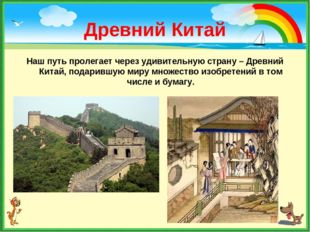 Древний Китай
Наш путь пролегает через удивительную страну – Древний
Китай, подарившую миру множество изобретений в том
числе и бумагу.